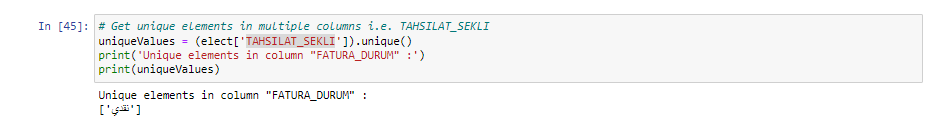 In [45]: # Get unique elements in multiple columns i.e. TAHSILAT_SEKLI
uniqueValues = (elect['TAHSILAT_SEKLI']).unique()
print('Unique elements in column "FATURA_DURUM" :')
print(uniqueValues)
Unique elements in column "FATURA_DURUM" :
['نقدي']